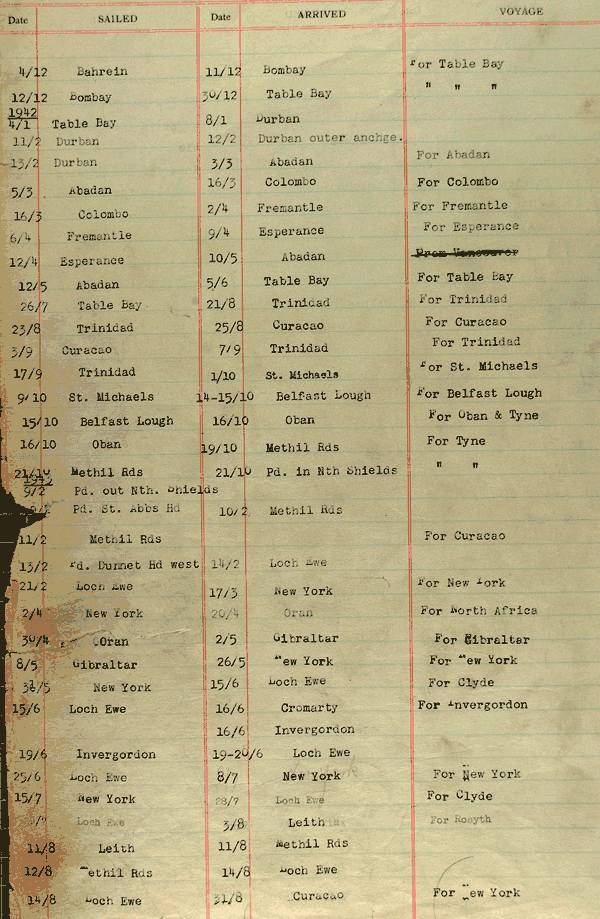 Date SAILED Date ARRIVED VOYAGE
4/12 Bahrein 11/12 Bombay For Table Bay
12/12 Bombay 30/12 Table Bay " " "
1942
4/1 Table Bay 8/1 Durban
11/2 Durban 12/2 Durban outer anchge.
13/2 Durban 3/3 Abadan For Abadan
5/3 Abadan 16/3 Colombo For Colombo
16/3 Colombo 2/4 Fremantle For Fremantle
6/4 Fremantle 9/4 Esperance For Esperance
12/4 Esperance 10/5 Abadan From Vancouver
12/5 Abadan 5/6 Table Bay For Table Bay
26/7 Table Bay 21/8 Trinidad For Trinidad
23/8 Trinidad 25/8 Curacao For Curacao
3/9 Curacao 7/9 Trinidad For Trinidad
17/9 Trinidad 1/10 St. Michaels For St. Michaels
9/10 St. Michaels 14-15/10 Belfast Lough For Belfast Lough
15/10 Belfast Lough 16/10 Oban For Oban & Tyne
16/10 Oban 19/10 Methil Rds For Tyne
21/10 Methil Rds 21/10 Pd. in Nth Shields " "
1943
9/2 Pd. out Nth. Shields
Pd. St. Abbs Hd 10/2 Methil Rds
11/2 Methil Rds For Curacao
13/2 Pd. Dunnet Hd west 14/2 Loch Ewe
21/2 Loch Ewe 17/3 New York For New York
2/4 New York 20/4 Oran For North Africa
30/4 Oran 2/5 Gibraltar For Gibraltar
8/5 Gibraltar 26/5 New York For New York
/5 New York 15/6 Loch Ewe For Clyde
15/6 Loch Ewe 16/6 Cromarty For Invergordon
16/6 Invergordon
19/6 Invergordon 19-20/6 Loch Ewe
25/6 Loch Ewe 8/7 New York For New York
15/7 New York 28/7 Loch Ewe For Clyde
Loch Ewe 3/8 Leith For Rosyth
11/8 Leith 11/8 Methil Rds
12/8 Methil Rds 14/8 Loch Ewe
14/8 Loch Ewe 31/8 Curacao For New York